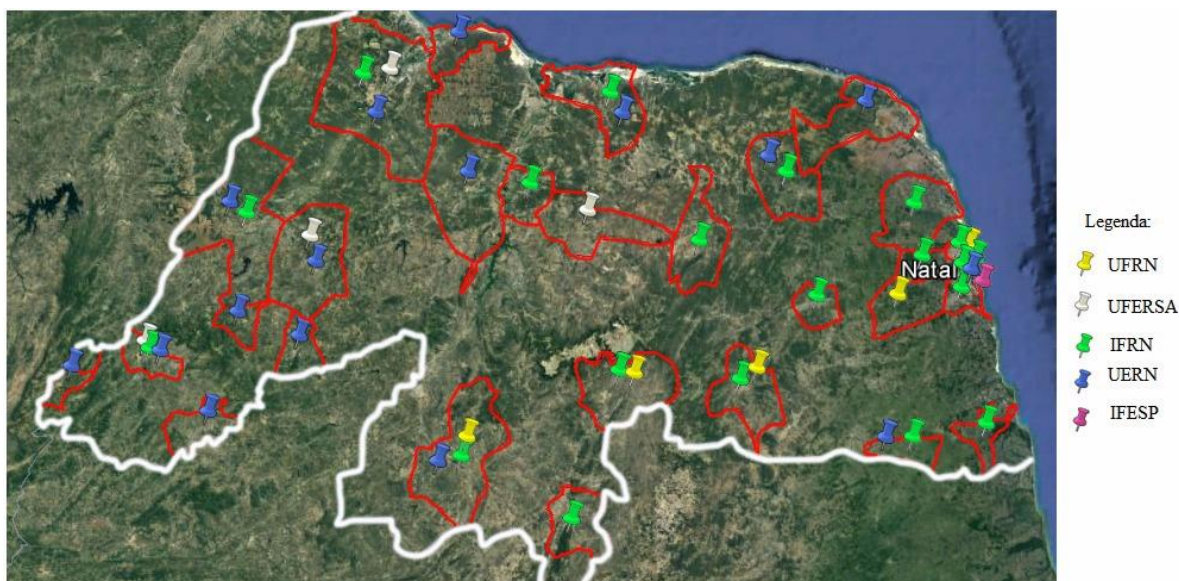 Natal
Legenda:
UFRN
UFERSA
IFRN
UERN
IFESP